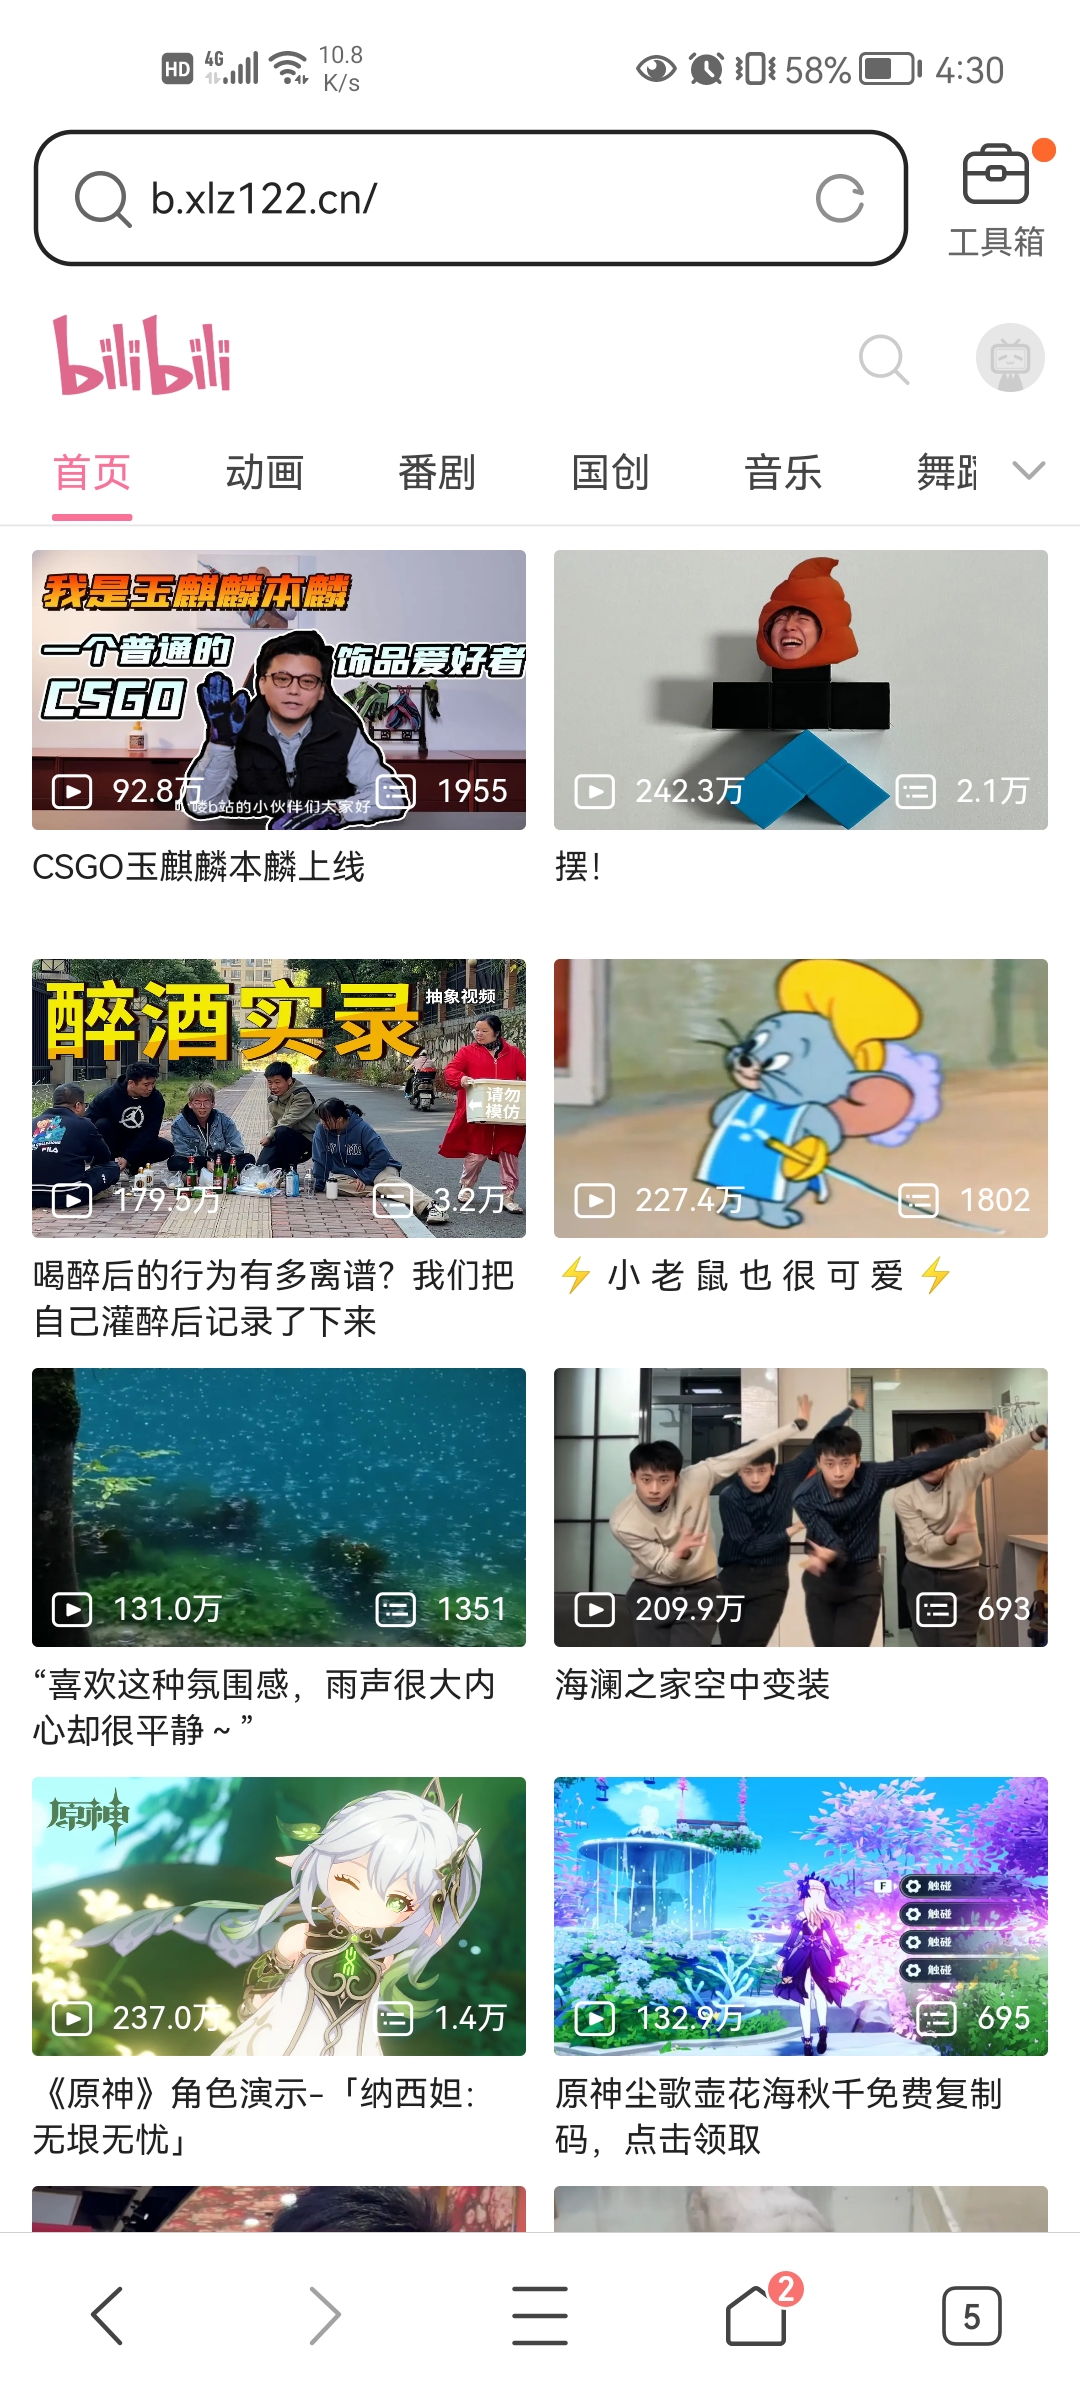 HD 4G 10.8 K/s 58% 4:30
b.xlz122.cn/
工具箱
bilibili
首页 动画 番剧 国创 音乐 舞蹈
我是玉麒麟本麟
一个普通的 饰品爱好者
CSGO
喽b站的小伙伴们大家好
92.8万 1955
242.3万 2.1万
CSGO玉麒麟本麟上线
摆!
醉酒实录 抽象视频
请勿
模仿
179.5万 3.2万
227.4万 1802
喝醉后的行为有多离谱？我们把
自己灌醉后记录了下来
⚡ 小 老 鼠 也 很 可 爱 ⚡
131.0万 1351
209.9万 693
“喜欢这种氛围感，雨声很大内
心却很平静 ~ ”
海澜之家空中变装
原神
F 触碰
触碰
触碰
触碰
237.0万 1.4万
132.9万 695
《原神》角色演示-「纳西妲：
无垠无忧」
原神尘歌壶花海秋千免费复制
码，点击领取
2
5